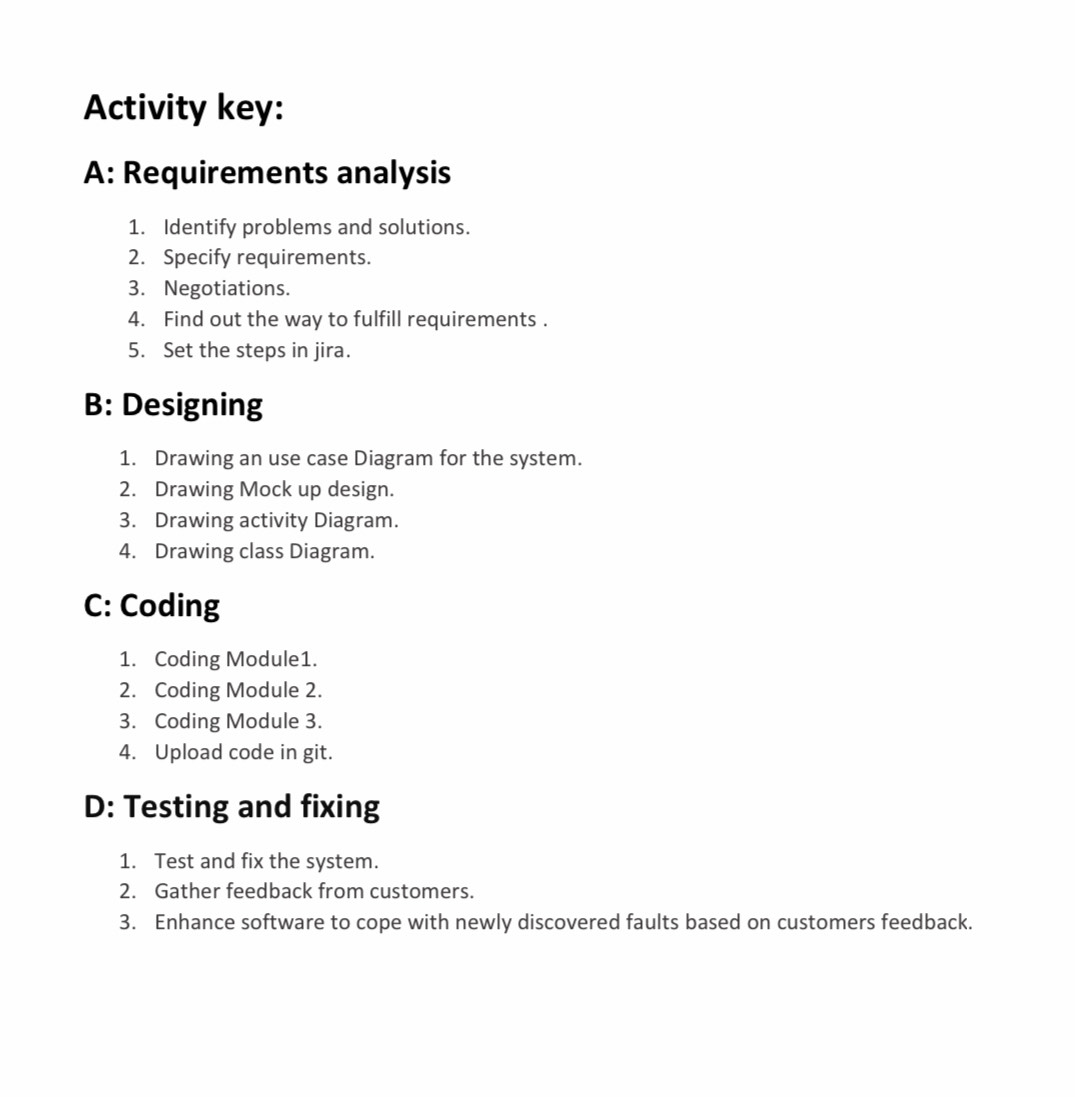 Activity key:
A: Requirements analysis
1. Identify problems and solutions.
2. Specify requirements.
3. Negotiations.
4. Find out the way to fulfill requirements .
5. Set the steps in jira.
B: Designing
1. Drawing an use case Diagram for the system.
2. Drawing Mock up design.
3. Drawing activity Diagram.
4. Drawing class Diagram.
C: Coding
1. Coding Module1.
2. Coding Module 2.
3. Coding Module 3.
4. Upload code in git.
D: Testing and fixing
1. Test and fix the system.
2. Gather feedback from customers.
3. Enhance software to cope with newly discovered faults based on customers feedback.